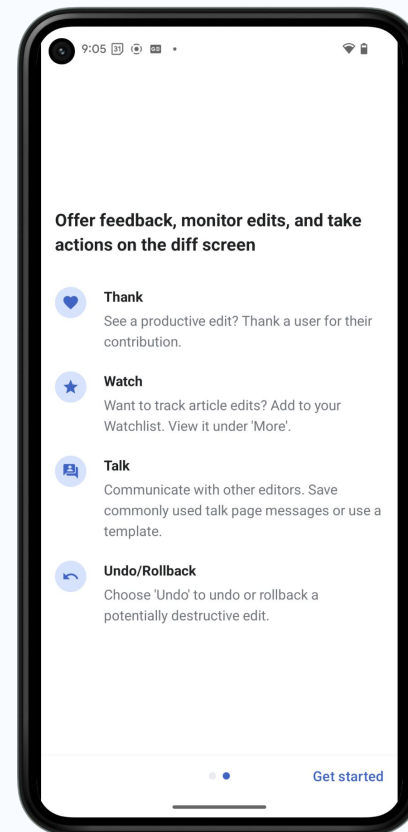 9:05 31
Offer feedback, monitor edits, and take
actions on the diff screen
Thank
See a productive edit? Thank a user for their
contribution.
Watch
Want to track article edits? Add to your
Watchlist. View it under 'More'.
Talk
Communicate with other editors. Save
commonly used talk page messages or use a
template.
Undo/Rollback
Choose 'Undo' to undo or rollback a
potentially destructive edit.
Get started